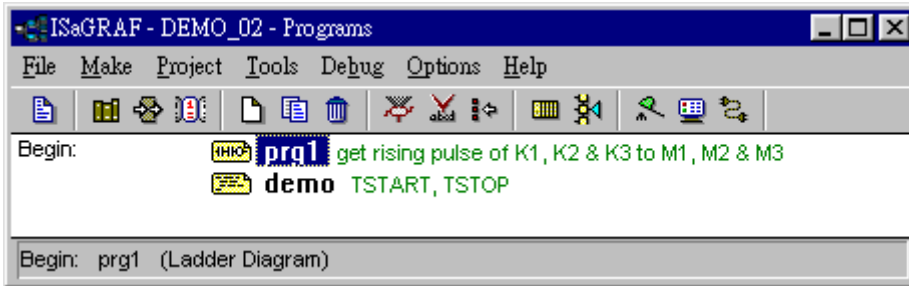 ISaGRAF - DEMO_02 - Programs
File Make Project Tools Debug Options Help
Begin: prg1 get rising pulse of K1, K2 & K3 to M1, M2 & M3
demo TSTART, TSTOP
Begin: prg1 (Ladder Diagram)